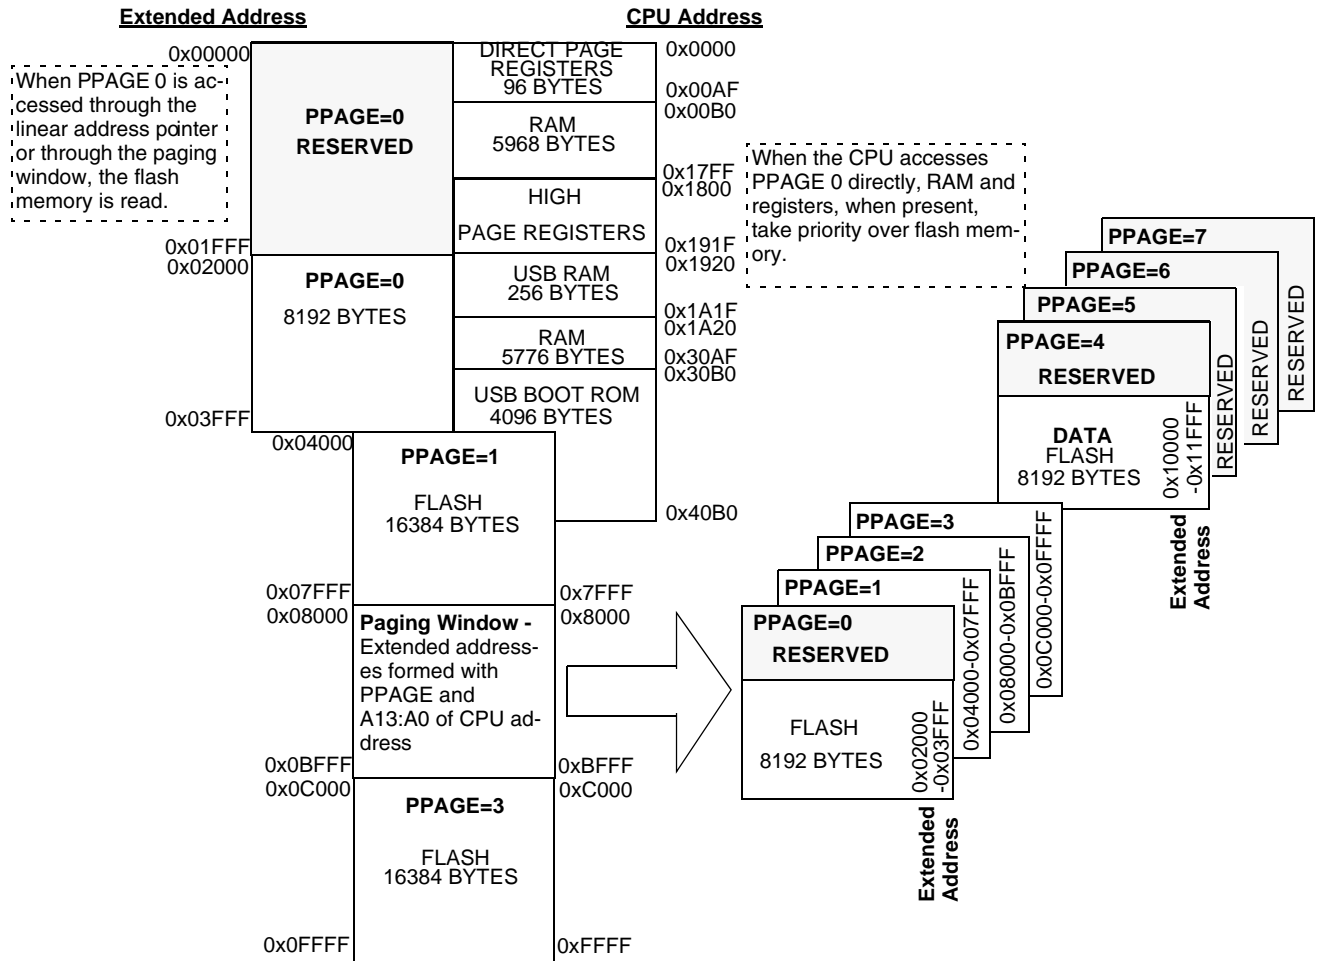 Extended Address
CPU Address
0x00000
When PPAGE 0 is ac-
cessed through the
linear address pointer
or through the paging
window, the flash
memory is read.
PPAGE=0
RESERVED
0x01FFF
0x02000
PPAGE=0
8192 BYTES
0x03FFF
DIRECT PAGE
REGISTERS
96 BYTES
0x0000
0x00AF
0x00B0
RAM
5968 BYTES
0x17FF
0x1800
HIGH
PAGE REGISTERS
0x191F
0x1920
USB RAM
256 BYTES
0x1A1F
0x1A20
RAM
5776 BYTES
0x30AF
0x30B0
USB BOOT ROM
4096 BYTES
0x40B0
When the CPU accesses
PPAGE 0 directly, RAM and
registers, when present,
take priority over flash mem-
ory.
0x04000
PPAGE=1
FLASH
16384 BYTES
0x07FFF
0x7FFF
0x08000
0x8000
Paging Window -
Extended address-
es formed with
PPAGE and
A13:A0 of CPU ad-
dress
0x0BFFF
0xBFFF
0x0C000
0xC000
PPAGE=3
FLASH
16384 BYTES
0x0FFFF
0xFFFF
PPAGE=7
RESERVED
PPAGE=6
RESERVED
PPAGE=5
RESERVED
PPAGE=4
RESERVED
DATA
FLASH
8192 BYTES
0x10000
-0x11FFF
Extended
Address
PPAGE=3
0x0C000-0x0FFFF
PPAGE=2
0x08000-0x0BFFF
PPAGE=1
0x04000-0x07FFF
PPAGE=0
RESERVED
FLASH
8192 BYTES
0x02000
-0x03FFF
Extended
Address